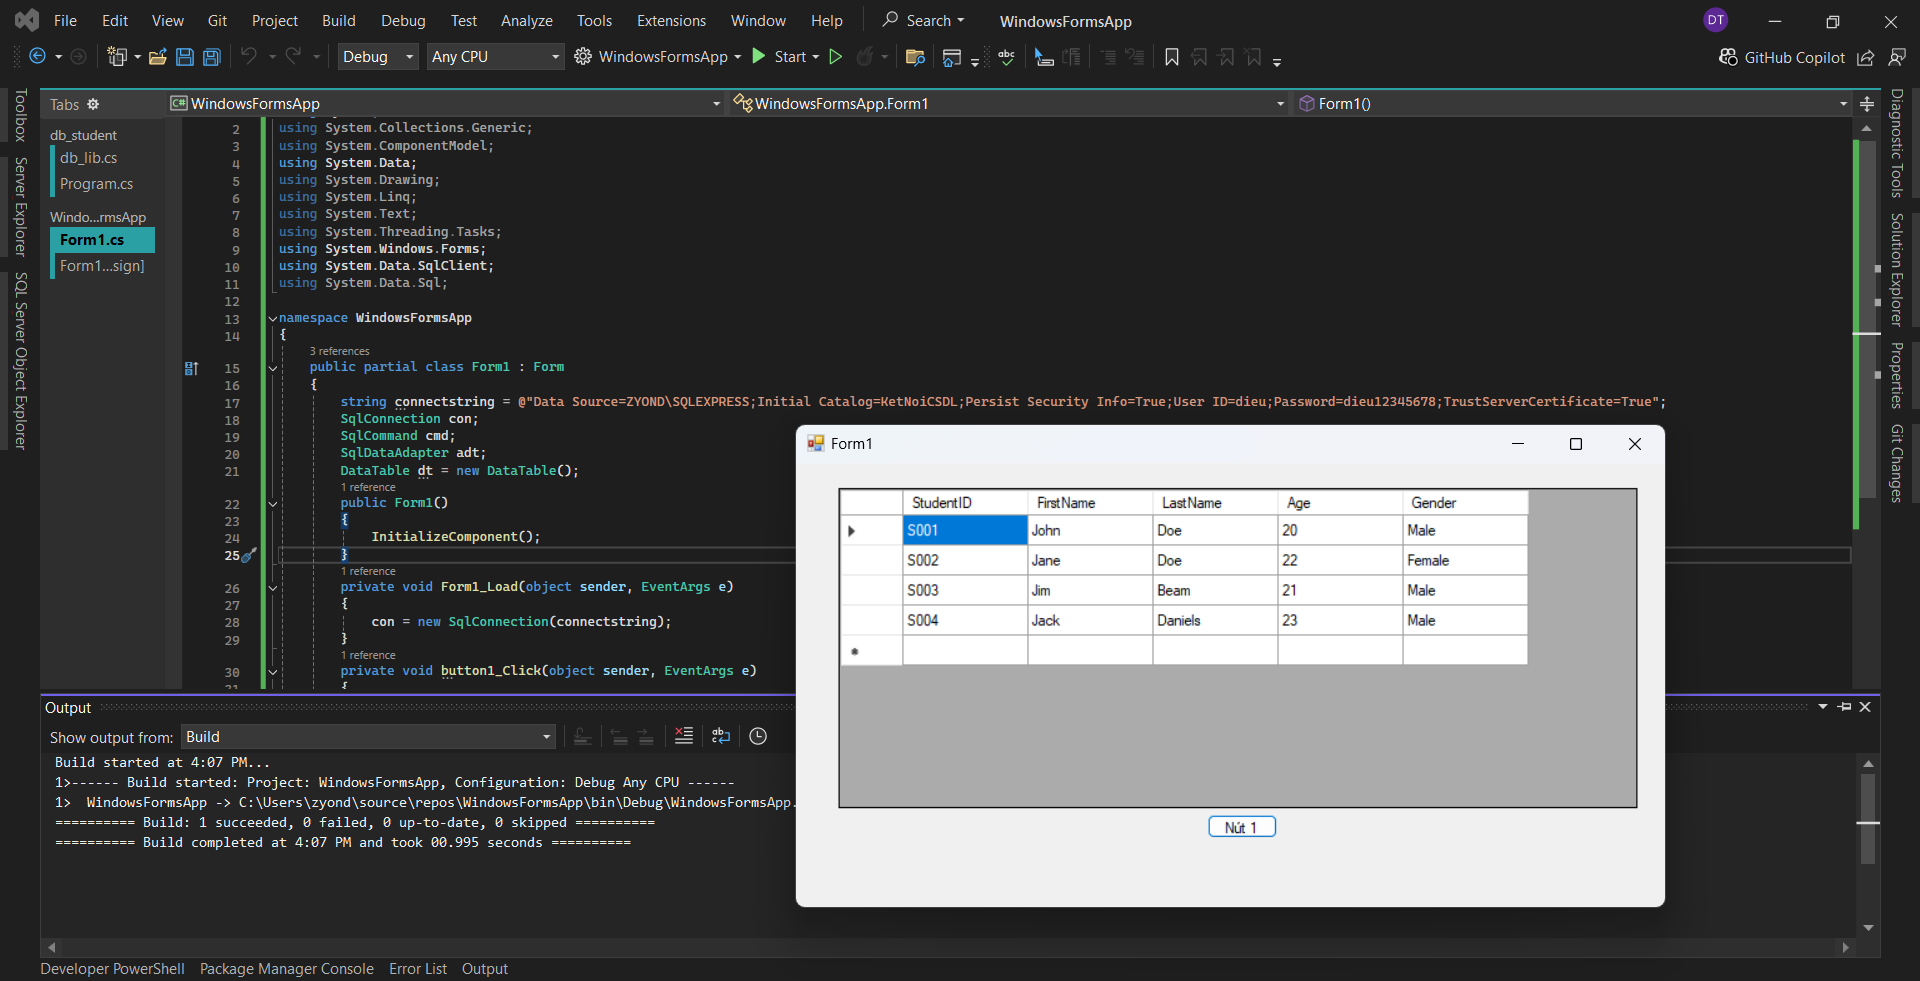 File Edit View Git Project Build Debug Test Analyze Tools Extensions Window Help Search WindowsFormsApp DT
Debug Any CPU WindowsFormsApp Start abc GitHub Copilot
Toolbox
Server Explorer
SQL Server Object Explorer
Tabs
db_student
db_lib.cs
Program.cs
Windo...rmsApp
Form1.cs
Form1...sign]
C# WindowsFormsApp WindowsFormsApp.Form1 Form1()
2 using System.Collections.Generic;
3 using System.ComponentModel;
4 using System.Data;
5 using System.Drawing;
6 using System.Linq;
7 using System.Text;
8 using System.Threading.Tasks;
9 using System.Windows.Forms;
10 using System.Data.SqlClient;
11 using System.Data.Sql;
12
13 namespace WindowsFormsApp
14 {
3 references
15 public partial class Form1 : Form
16 {
17 string connectstring = @"Data Source=ZYOND\SQLEXPRESS;Initial Catalog=KetNoiCSDL;Persist Security Info=True;User ID=dieu;Password=dieu12345678;TrustServerCertificate=True";
18 SqlConnection con;
19 SqlCommand cmd;
20 SqlDataAdapter adt;
21 DataTable dt = new DataTable();
1 reference
22 public Form1()
23 {
24 InitializeComponent();
25 }
1 reference
26 private void Form1_Load(object sender, EventArgs e)
27 {
28 con = new SqlConnection(connectstring);
29 }
1 reference
30 private void button1_Click(object sender, EventArgs e)
31 {
Form1
StudentID FirstName LastName Age Gender
S001 John Doe 20 Male
S002 Jane Doe 22 Female
S003 Jim Beam 21 Male
S004 Jack Daniels 23 Male
Nút 1
Output
Show output from: Build
Build started at 4:07 PM...
1>------ Build started: Project: WindowsFormsApp, Configuration: Debug Any CPU ------
1>  WindowsFormsApp -> C:\Users\zyond\source\repos\WindowsFormsApp\bin\Debug\WindowsFormsApp.
========== Build: 1 succeeded, 0 failed, 0 up-to-date, 0 skipped ==========
========== Build completed at 4:07 PM and took 00.995 seconds ==========
Developer PowerShell Package Manager Console Error List Output
Diagnostic Tools
Solution Explorer
Properties
Git Changes